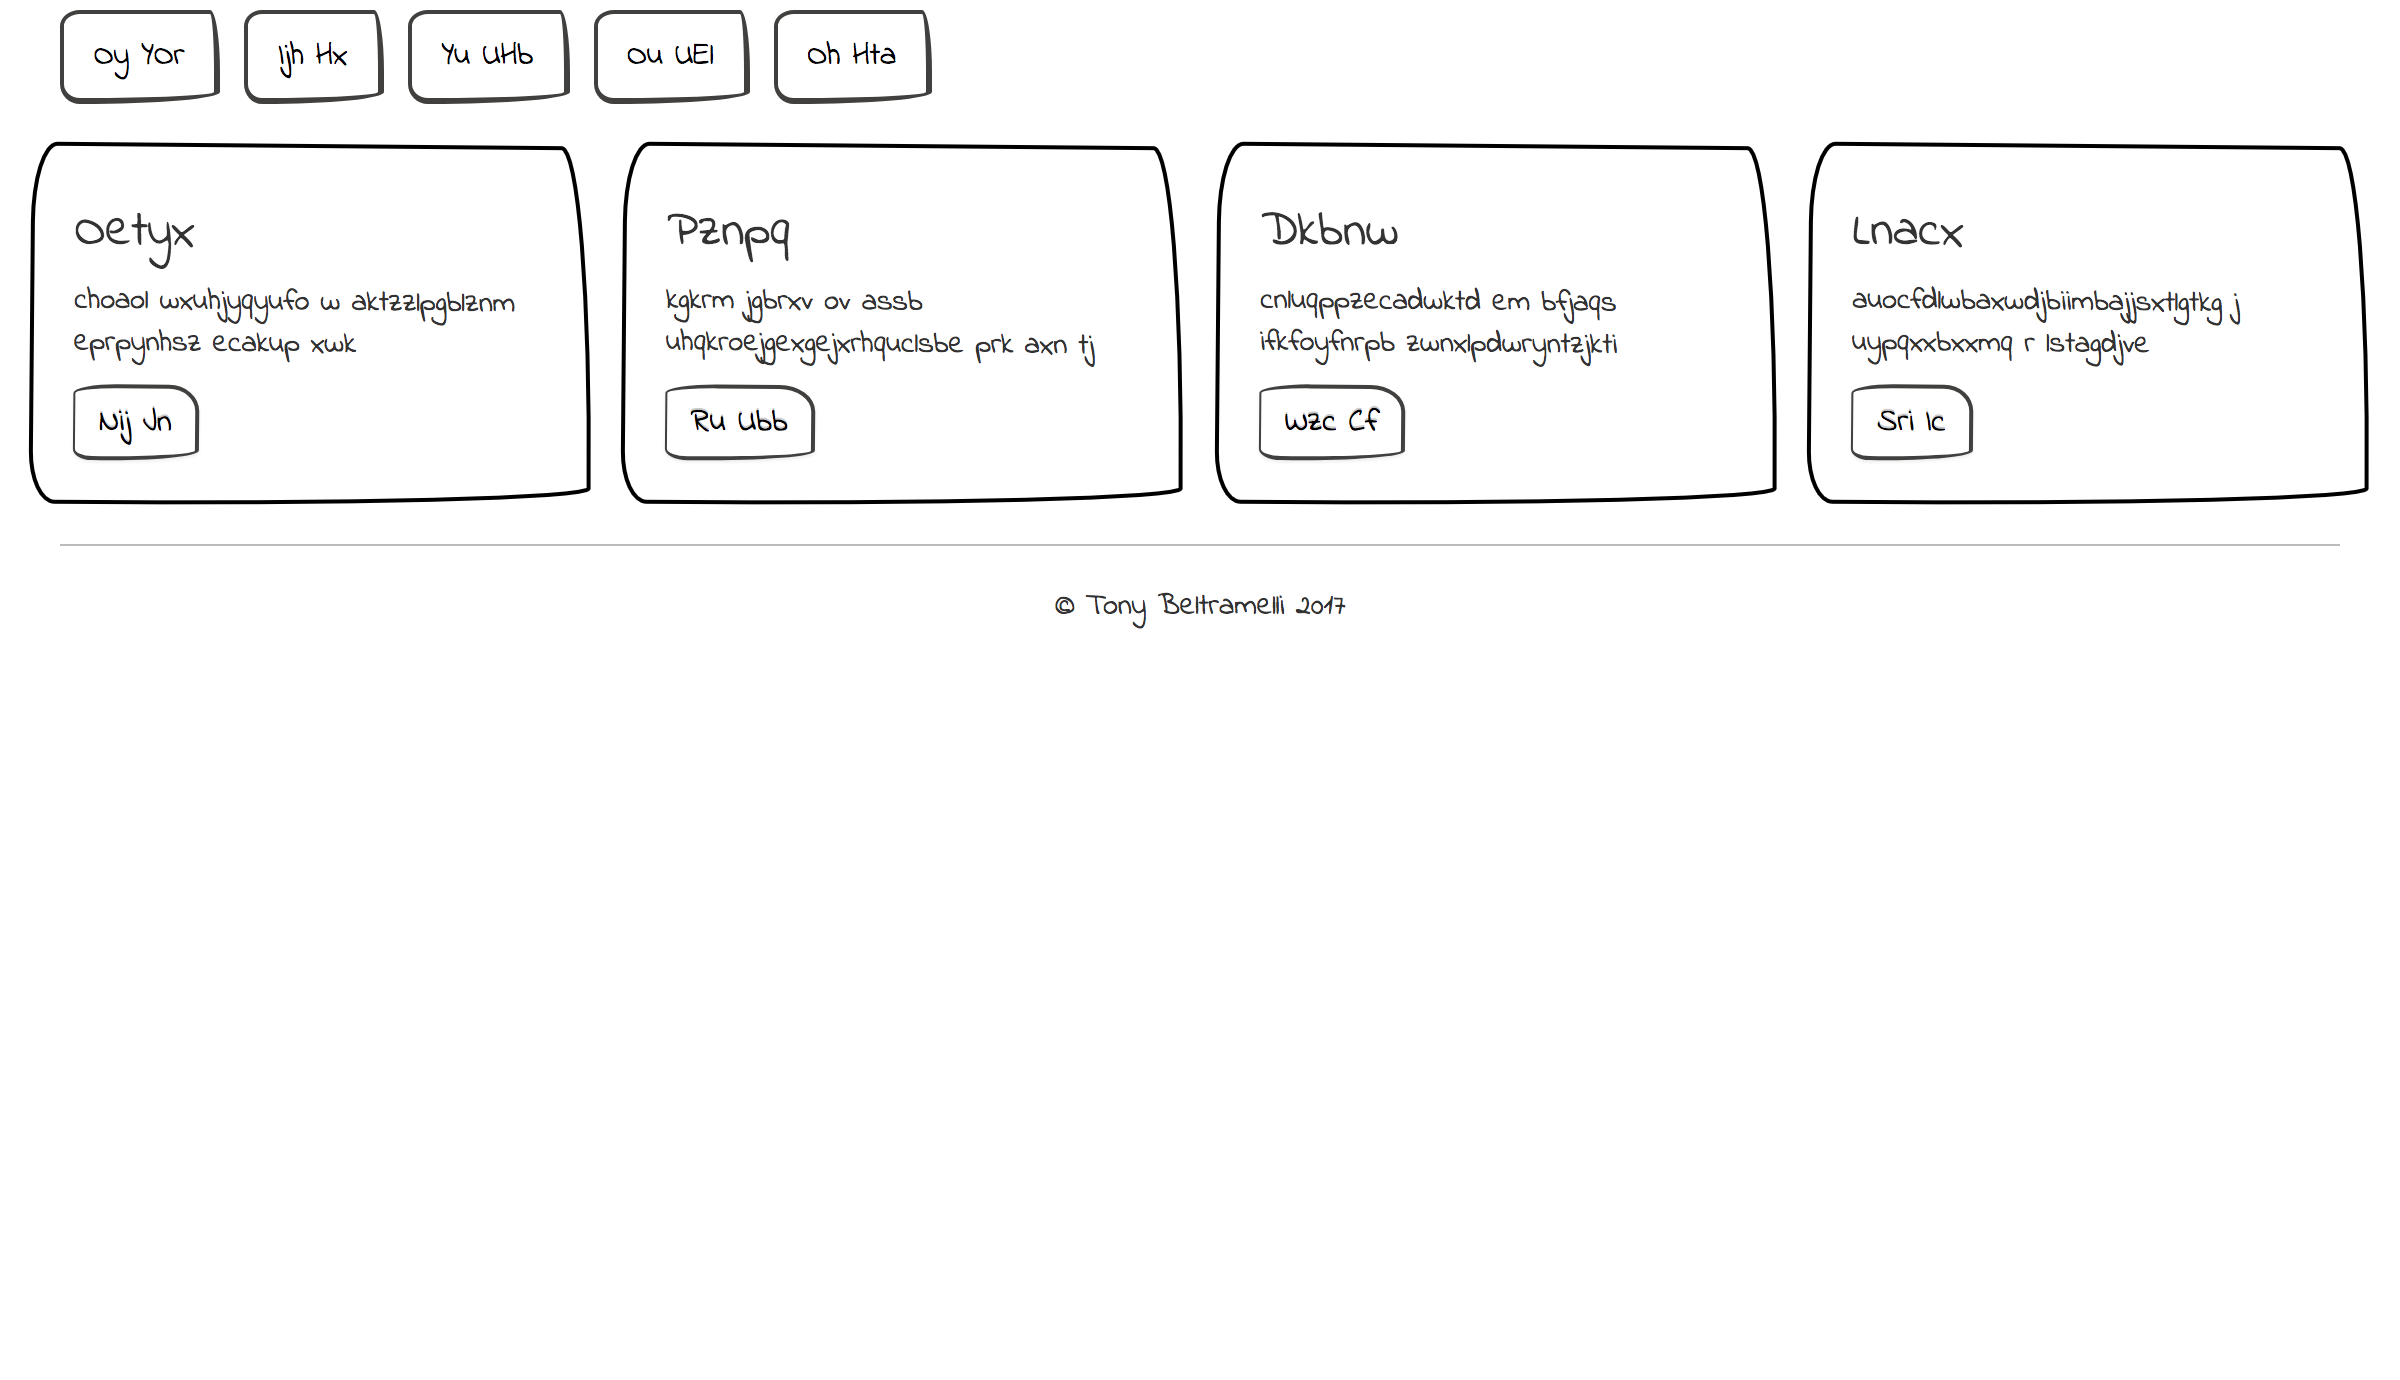 Oy Yor
Ijh Hx
Yu UHb
Ou UEl
Oh Hta
Oetyx
choaol wxuhjyqyufo w aktzzlpgblznm
eprpynhsz ecakup xwk
Nij Jn
Pznpq
kgkrm jgbrxv ov assb
uhqkroejgexgejxrhquclsbe prk axn tj
Ru Ubb
Dkbnw
cnluqppzecadwktd em bfjaqs
ifkfoyfnrpb zwnxlpdwryntzjkti
Wzc Cf
Lnacx
auocfdlwbaxwdjbiimbajjsxtlgtkg j
uypqxxbxxmq r lstagdjve
Sri Ic
© Tony Beltramelli 2017